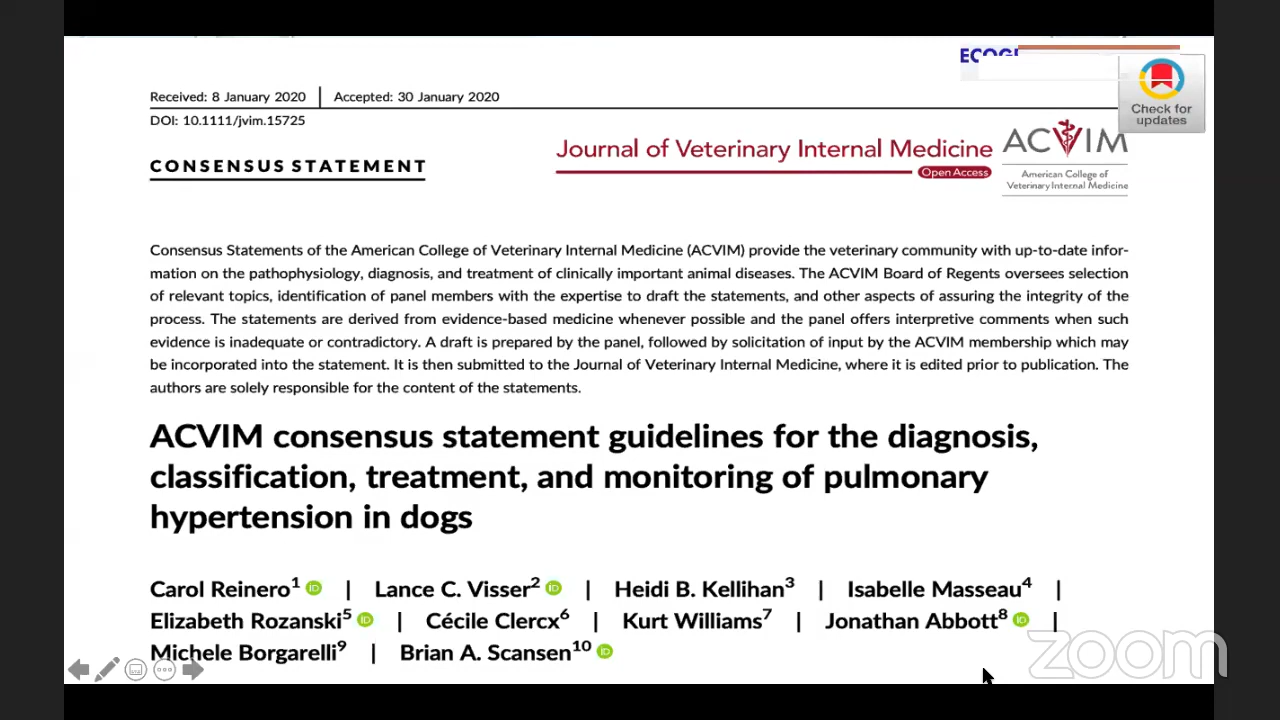 Received: 8 January 2020 | Accepted: 30 January 2020
DOI: 10.1111/jvim.15725
Check for
updates
CONSENSUS STATEMENT
Journal of Veterinary Internal Medicine
Open Access
ACVIM
American College of
Veterinary Internal Medicine
Consensus Statements of the American College of Veterinary Internal Medicine (ACVIM) provide the veterinary community with up-to-date infor-
mation on the pathophysiology, diagnosis, and treatment of clinically important animal diseases. The ACVIM Board of Regents oversees selection
of relevant topics, identification of panel members with the expertise to draft the statements, and other aspects of assuring the integrity of the
process. The statements are derived from evidence-based medicine whenever possible and the panel offers interpretive comments when such
evidence is inadequate or contradictory. A draft is prepared by the panel, followed by solicitation of input by the ACVIM membership which may
be incorporated into the statement. It is then submitted to the Journal of Veterinary Internal Medicine, where it is edited prior to publication. The
authors are solely responsible for the content of the statements.
ACVIM consensus statement guidelines for the diagnosis,
classification, treatment, and monitoring of pulmonary
hypertension in dogs
Carol Reinero1 | Lance C. Visser2 | Heidi B. Kellihan3 | Isabelle Masseau4 |
Elizabeth Rozanski5 | Cécile Clercx6 | Kurt Williams7 | Jonathan Abbott8 |
Michele Borgarelli9 | Brian A. Scansen10
zoom